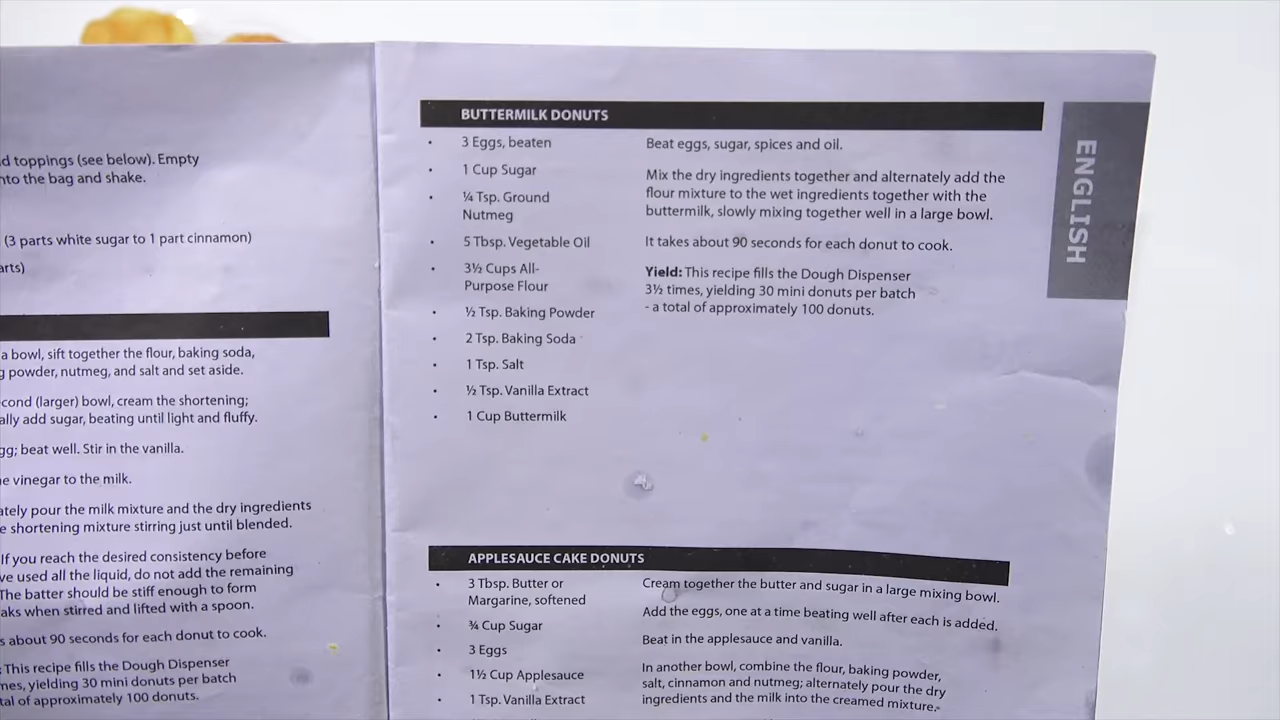 d toppings (see below). Empty
nto the bag and shake.
(3 parts white sugar to 1 part cinnamon)
arts)
a bowl, sift together the flour, baking soda,
g powder, nutmeg, and salt and set aside.
cond (larger) bowl, cream the shortening;
ally add sugar, beating until light and fluffy.
gg; beat well. Stir in the vanilla.
e vinegar to the milk.
ately pour the milk mixture and the dry ingredients
e shortening mixture stirring just until blended.
If you reach the desired consistency before
ve used all the liquid, do not add the remaining
The batter should be stiff enough to form
aks when stirred and lifted with a spoon.
s about 90 seconds for each donut to cook.
: This recipe fills the Dough Dispenser
mes, yielding 30 mini donuts per batch
tal of approximately 100 donuts.
BUTTERMILK DONUTS
• 3 Eggs, beaten
• 1 Cup Sugar
• ¼ Tsp. Ground
Nutmeg
• 5 Tbsp. Vegetable Oil
• 3½ Cups All-
Purpose Flour
• ½ Tsp. Baking Powder
• 2 Tsp. Baking Soda
• 1 Tsp. Salt
• ½ Tsp. Vanilla Extract
• 1 Cup Buttermilk
Beat eggs, sugar, spices and oil.
Mix the dry ingredients together and alternately add the
flour mixture to the wet ingredients together with the
buttermilk, slowly mixing together well in a large bowl.
It takes about 90 seconds for each donut to cook.
Yield: This recipe fills the Dough Dispenser
3½ times, yielding 30 mini donuts per batch
- a total of approximately 100 donuts.
APPLESAUCE CAKE DONUTS
• 3 Tbsp. Butter or
Margarine, softened
• ¾ Cup Sugar
• 3 Eggs
• 1½ Cup Applesauce
• 1 Tsp. Vanilla Extract
Cream together the butter and sugar in a large mixing bowl.
Add the eggs, one at a time beating well after each is added.
Beat in the applesauce and vanilla.
In another bowl, combine the flour, baking powder,
salt, cinnamon and nutmeg; alternately pour the dry
ingredients and the milk into the creamed mixture.
ENGLISH